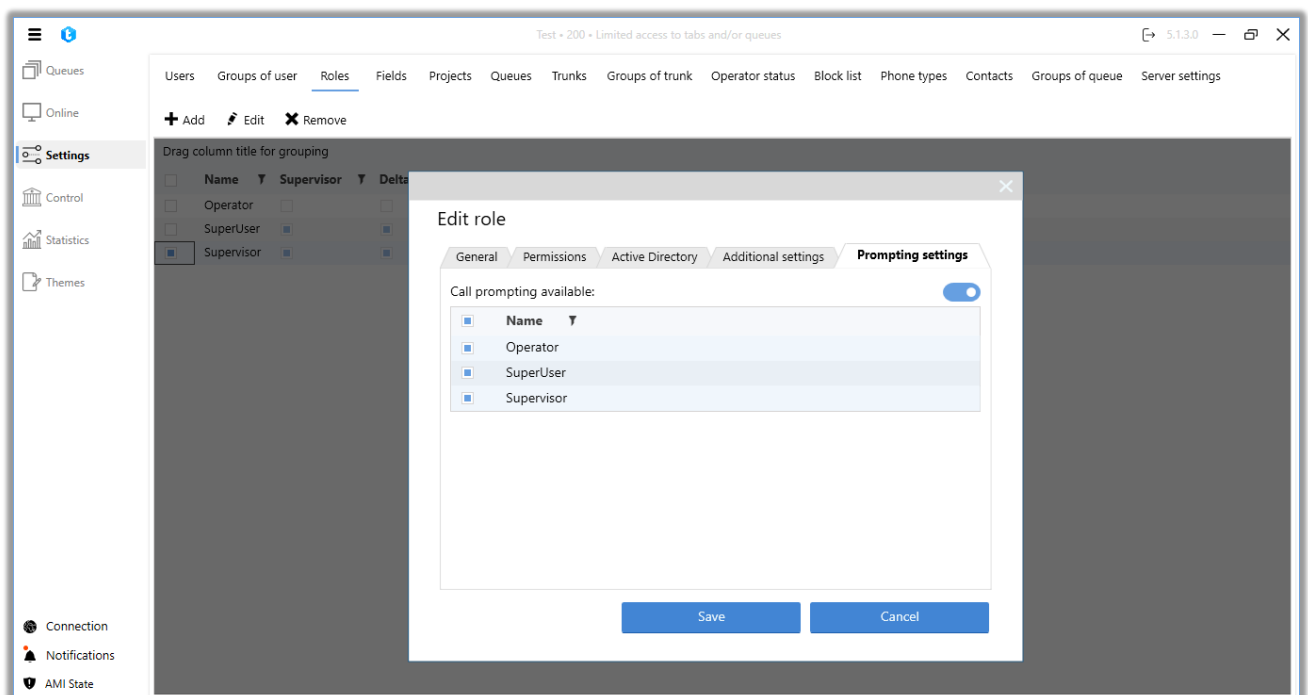 Test • 200 • Limited access to tabs and/or queues
5.1.3.0
Queues
Online
Settings
Control
Statistics
Themes
Connection
Notifications
AMI State
Users Groups of user Roles Fields Projects Queues Trunks Groups of trunk Operator status Block list Phone types Contacts Groups of queue Server settings
Add Edit Remove
Drag column title for grouping
Name Supervisor Delta
Operator
SuperUser
Supervisor
Edit role
General Permissions Active Directory Additional settings Prompting settings
Call prompting available:
Name
Operator
SuperUser
Supervisor
Save Cancel